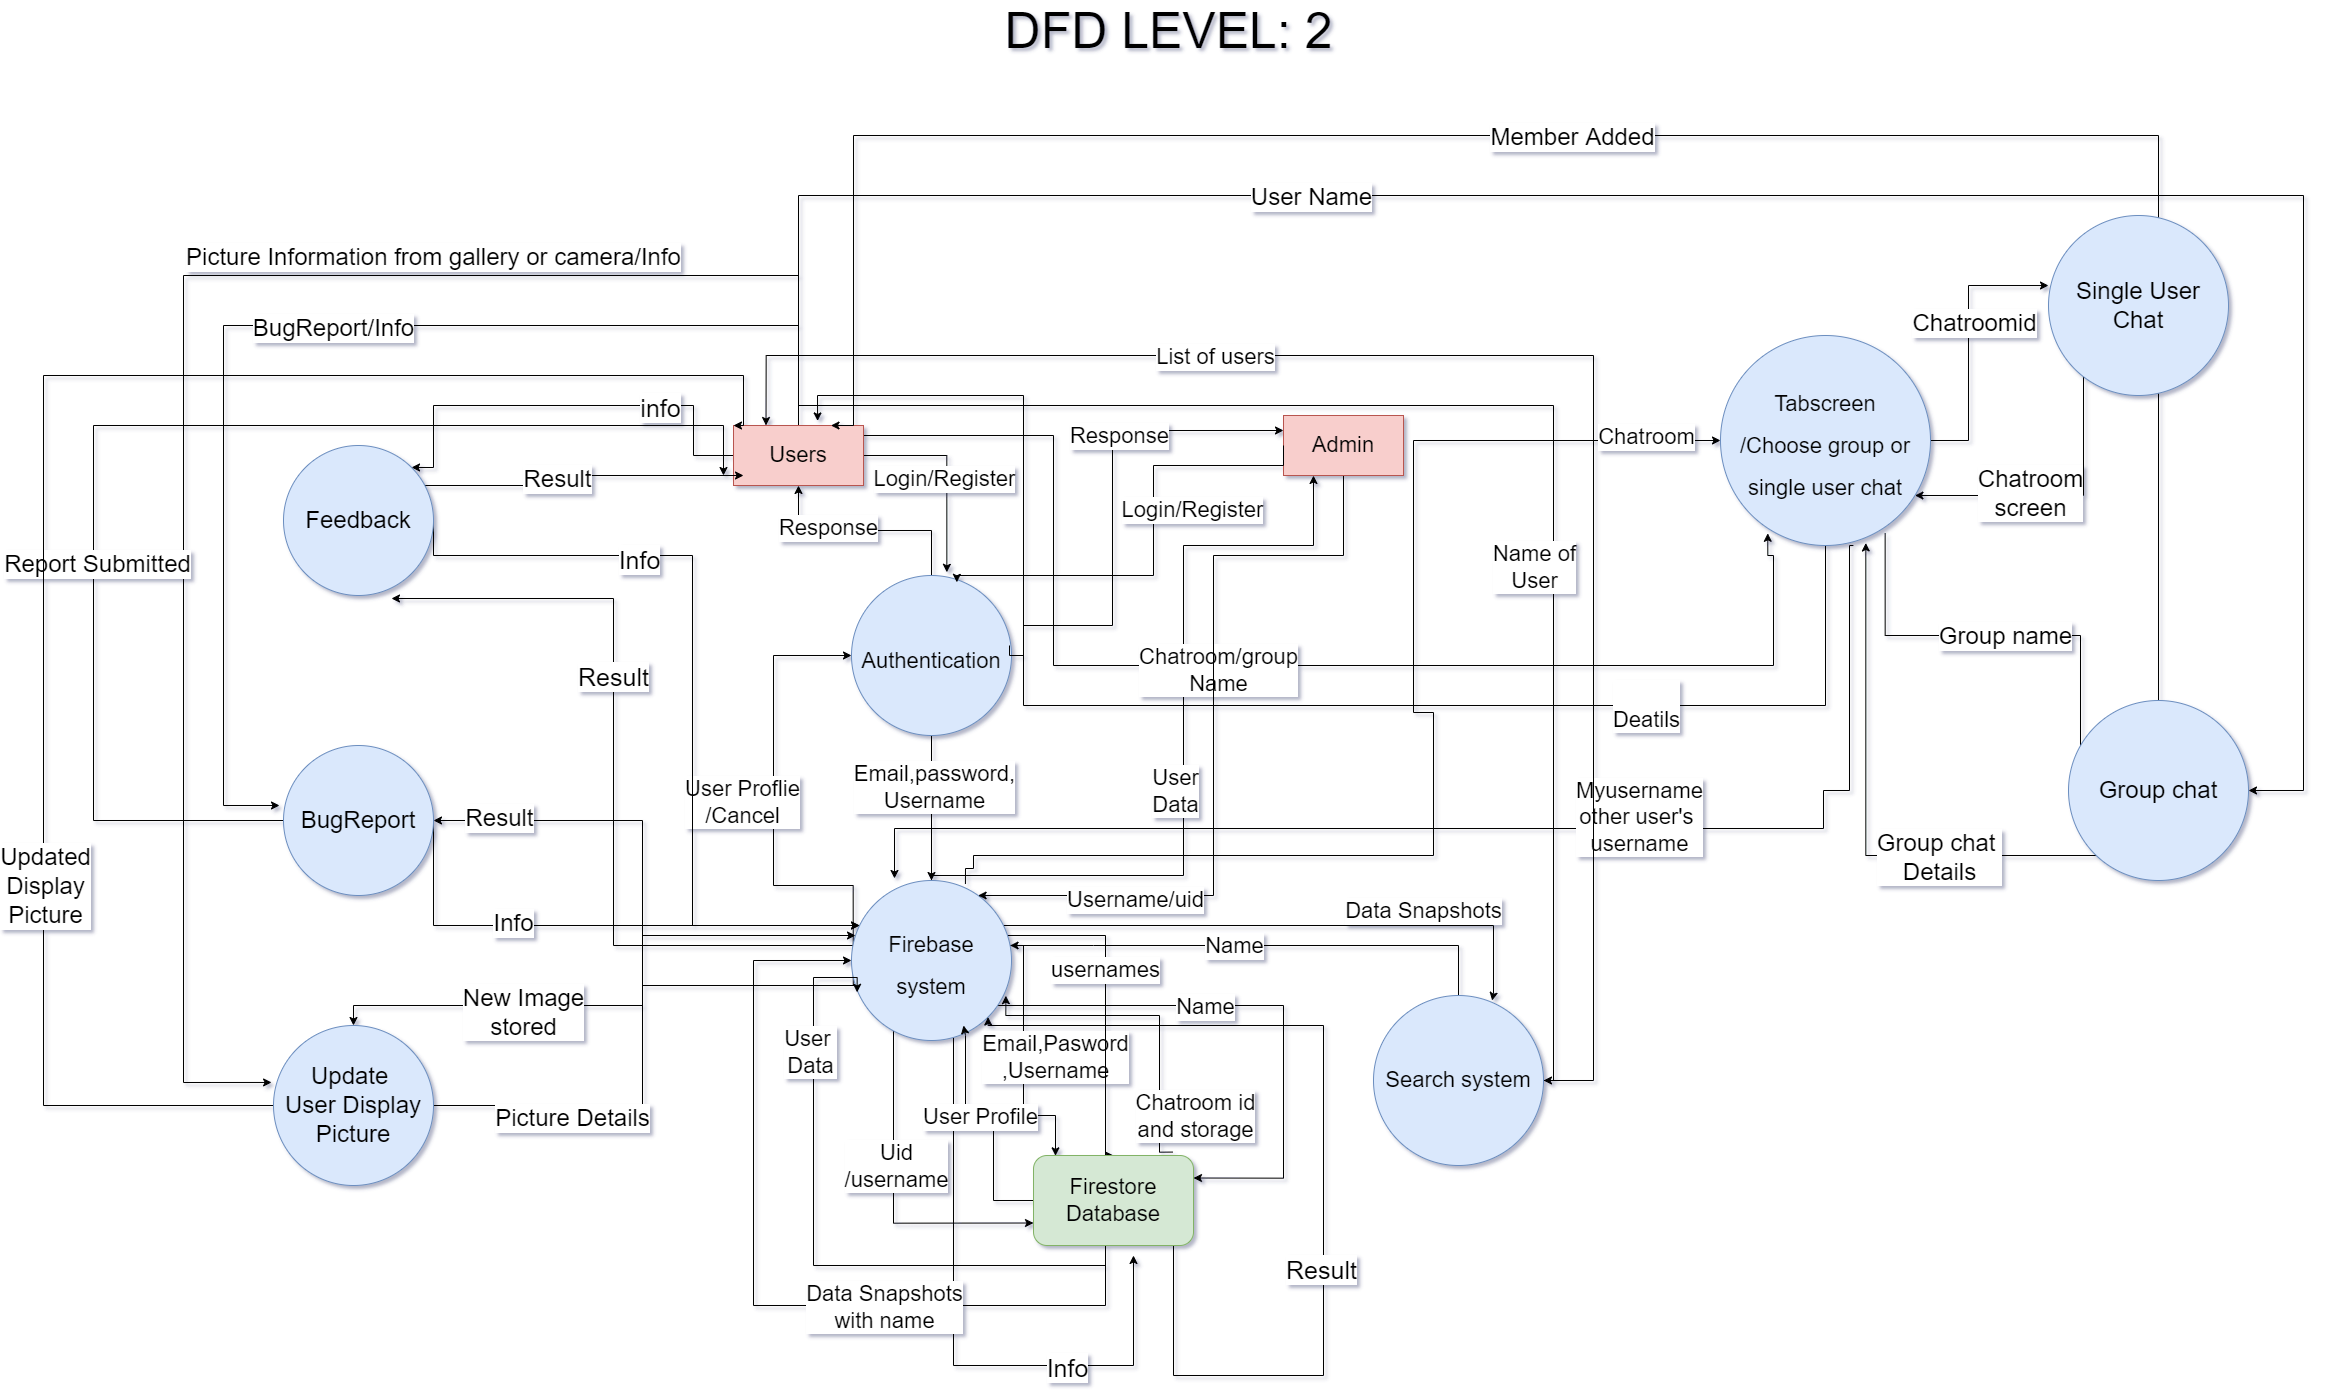 DFD LEVEL: 2
Member Added
User Name
Picture Information from gallery or camera/Info
BugReport/Info
List of users
info
Users
Response
Admin
Login/Register
Login/Register
Response
Result
Feedback
Info
Report Submitted
Result
Authentication
Chatroom
Tabscreen
/Choose group or
single user chat
Chatroomid
Single User
Chat
Chatroom
screen
Name of
User
Chatroom/group
Name
Deatils
Group name
Group chat
Group chat
Details
Myusername
other user's
username
User
Data
Email,password,
Username
User Proflie
/Cancel
BugReport
Result
Updated
Display
Picture
Info
Username/uid
Data Snapshots
Firebase
system
Name
usernames
Name
New Image
stored
Update
User Display
Picture
Picture Details
User
Data
Email,Pasword
,Username
User Profile
Chatroom id
and storage
Search system
Uid
/username
Firestore
Database
Result
Data Snapshots
with name
Info